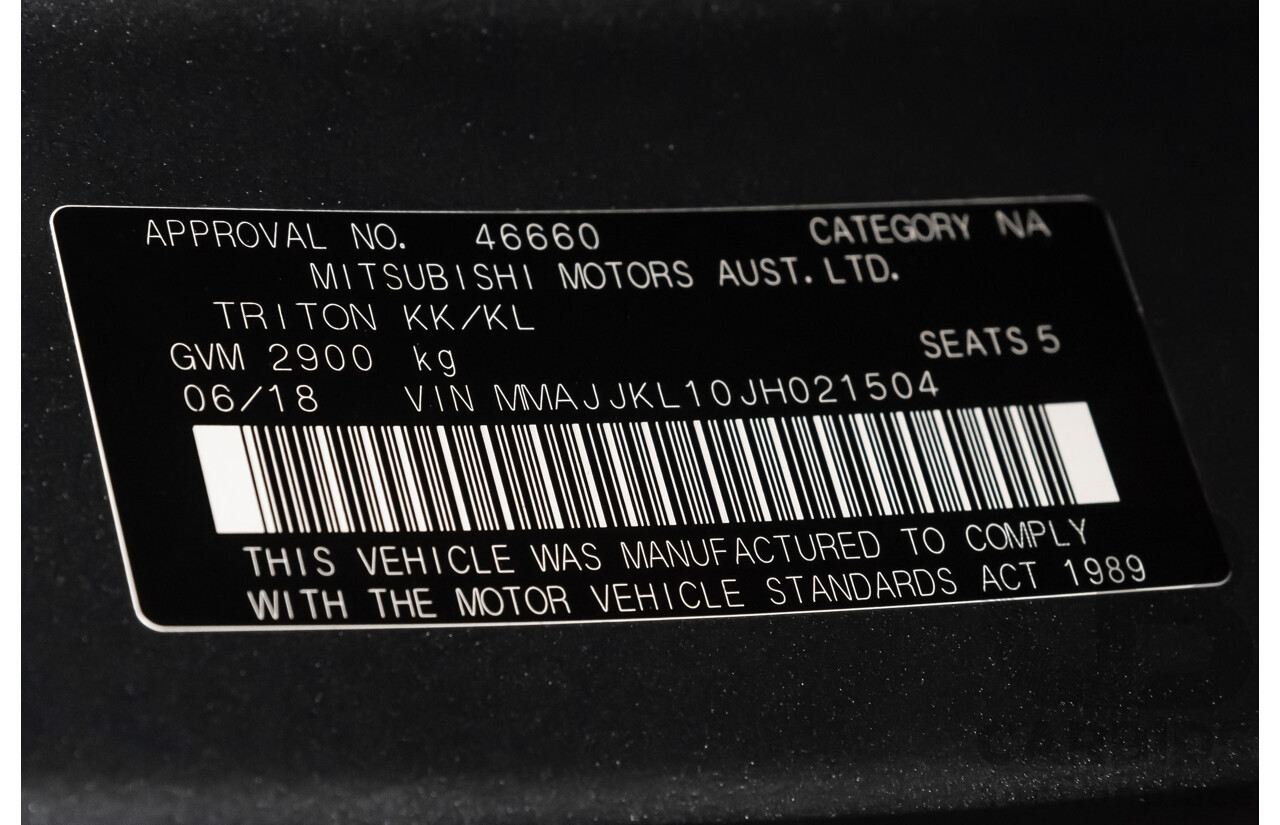 APPROVAL NO. 46660 CATEGORY NA
MITSUBISHI MOTORS AUST. LTD.
TRITON KK/KL
GVM 2900 kg SEATS 5
06/18 VIN MMAJJKL10JH021504
THIS VEHICLE WAS MANUFACTURED TO COMPLY
WITH THE MOTOR VEHICLE STANDARDS ACT 1989